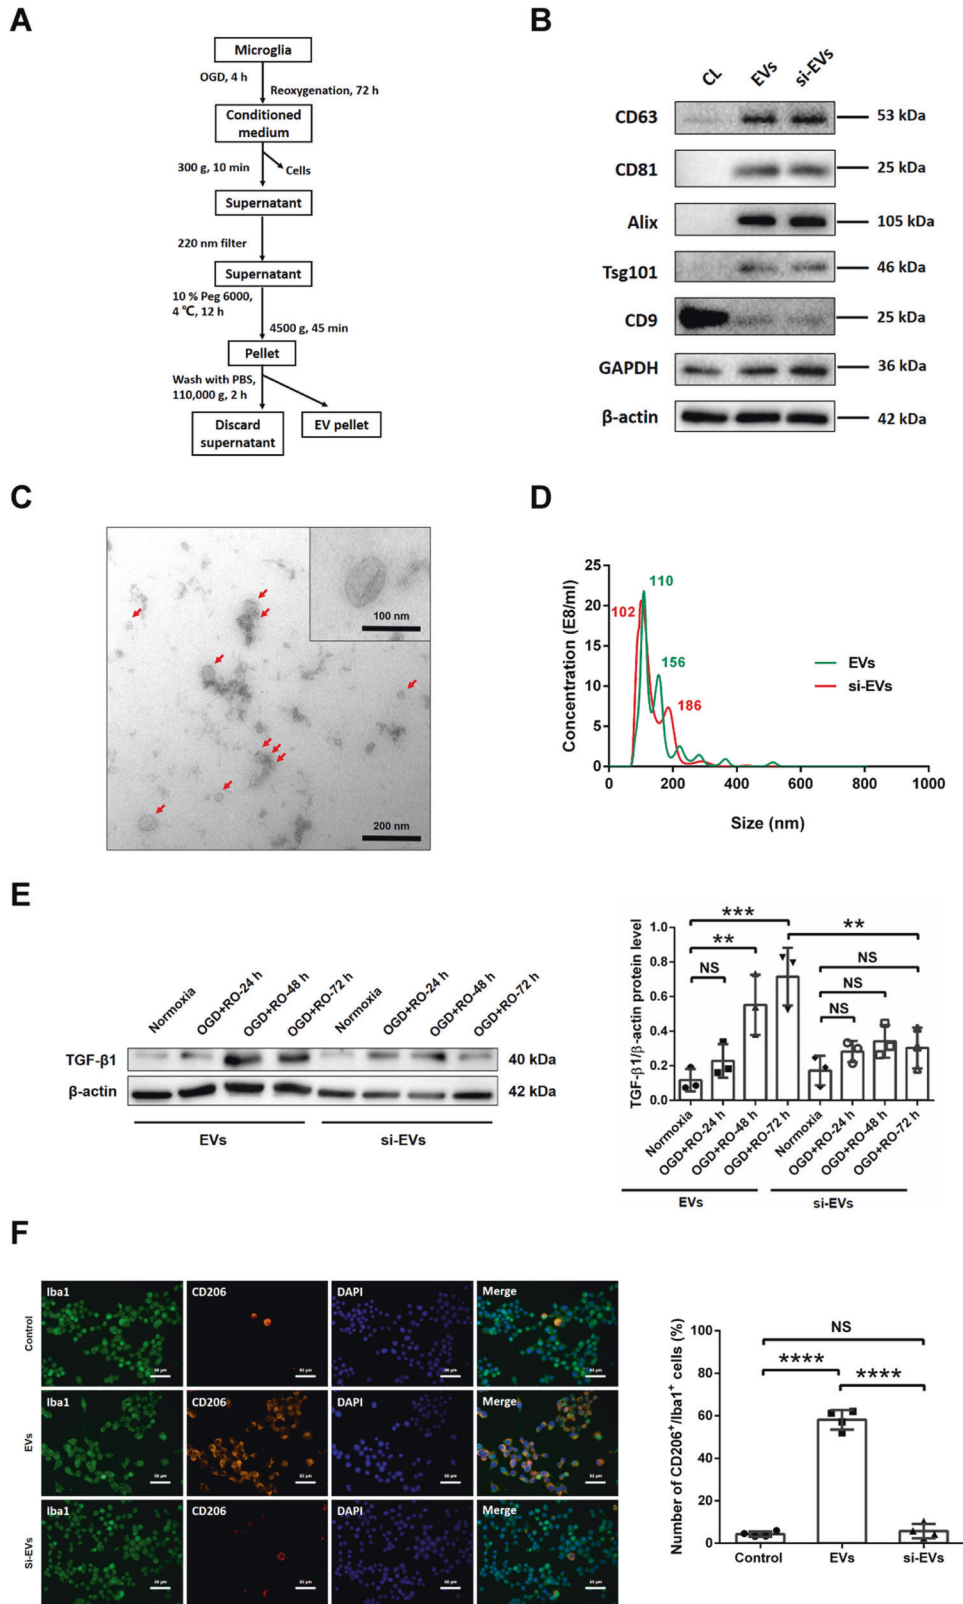 A
Microglia
OGD, 4 h
Reoxygenation, 72 h
Conditioned
medium
300 g, 10 min
Cells
Supernatant
220 nm filter
Supernatant
10 % Peg 6000,
4 ℃, 12 h
4500 g, 45 min
Pellet
Wash with PBS,
110,000 g, 2 h
Discard
supernatant
EV pellet
B
CL EVs si-EVs
CD63 53 kDa
CD81 25 kDa
Alix 105 kDa
Tsg101 46 kDa
CD9 25 kDa
GAPDH 36 kDa
β-actin 42 kDa
C
100 nm
200 nm
D
Concentration (E8/ml)
25
20
15
10
5
0
0 200 400 600 800 1000
Size (nm)
110
102
156
186
EVs
si-EVs
E
Normoxia OGD+RO-24 h OGD+RO-48 h OGD+RO-72 h Normoxia OGD+RO-24 h OGD+RO-48 h OGD+RO-72 h
TGF-β1 40 kDa
β-actin 42 kDa
EVs si-EVs
TGF-β1/β-actin protein level
1.0
0.8
0.6
0.4
0.2
0.0
***
**
**
NS
NS
NS
NS
Normoxia OGD+RO-24 h OGD+RO-48 h OGD+RO-72 h Normoxia OGD+RO-24 h OGD+RO-48 h OGD+RO-72 h
EVs si-EVs
F
Control
Iba1 CD206 DAPI Merge
EVs
Iba1 CD206 DAPI Merge
Si-EVs
Iba1 CD206 DAPI Merge
Number of CD206+/Iba1+ cells (%)
100
80
60
40
20
0
NS
**** ****
Control EVs si-EVs